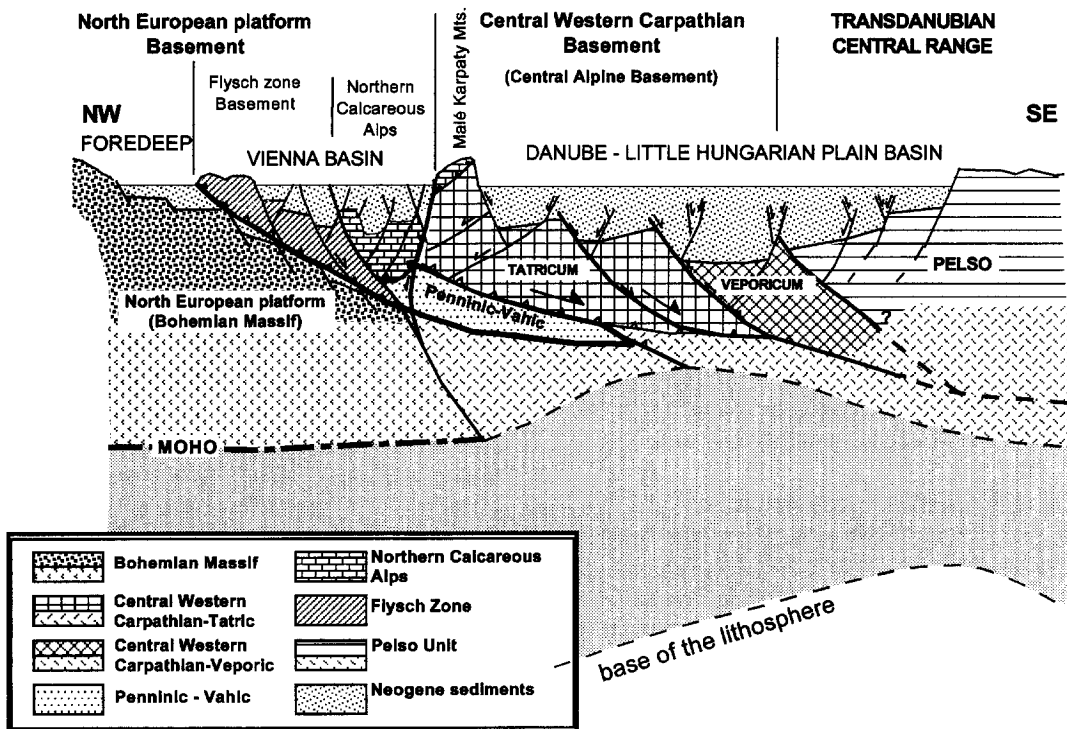 North European platform
Basement
Central Western Carpathian
Basement
(Central Alpine Basement)
TRANSDANUBIAN
CENTRAL RANGE
Malé Karpaty Mts.
Flysch zone
Basement
Northern
Calcareous
Alps
NW
SE
FOREDEEP
VIENNA BASIN
DANUBE - LITTLE HUNGARIAN PLAIN BASIN
TATRICUM
VEPORICUM
PELSO
Penninic-Vahic
North European platform
(Bohemian Massif)
?
MOHO
base of the lithosphere
Bohemian Massif
Central Western
Carpathian-Tatric
Central Western
Carpathian-Veporic
Penninic - Vahic
Northern Calcareous
Alps
Flysch Zone
Pelso Unit
Neogene sediments